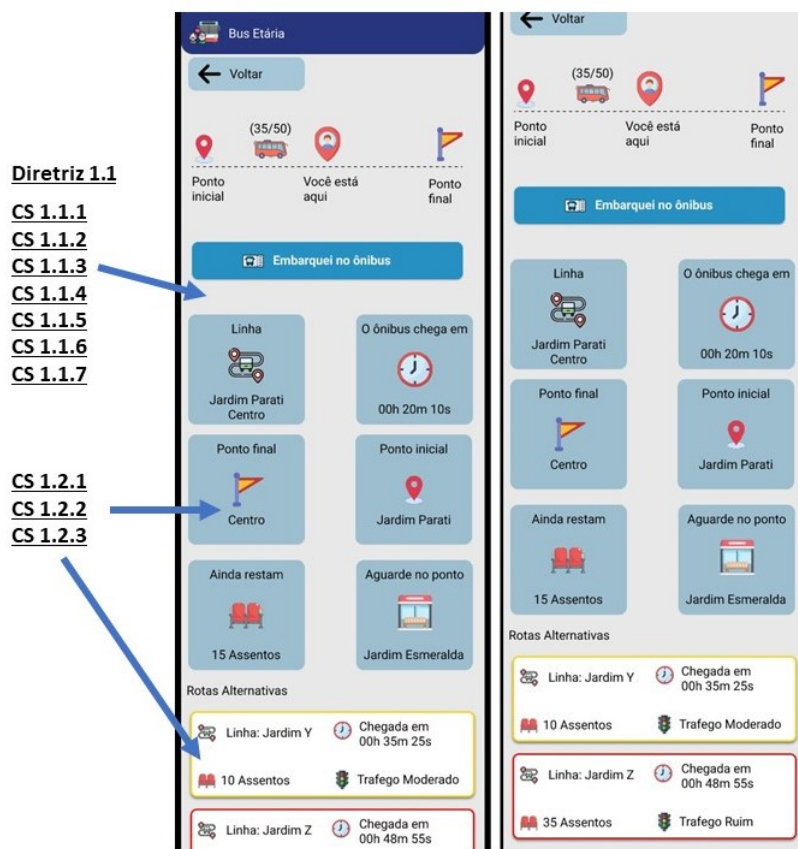 Diretriz 1.1
CS 1.1.1
CS 1.1.2
CS 1.1.3
CS 1.1.4
CS 1.1.5
CS 1.1.6
CS 1.1.7
CS 1.2.1
CS 1.2.2
CS 1.2.3
Bus Etária
Voltar
(35/50)
Ponto
inicial
Você está
aqui
Ponto
final
Embarquei no ônibus
Linha
Jardim Parati
Centro
O ônibus chega em
00h 20m 10s
Ponto final
Centro
Ponto inicial
Jardim Parati
Ainda restam
15 Assentos
Aguarde no ponto
Jardim Esmeralda
Rotas Alternativas
Linha: Jardim Y
Chegada em
00h 35m 25s
10 Assentos
Trafego Moderado
Linha: Jardim Z
Chegada em
00h 48m 55s
Voltar
(35/50)
Ponto
inicial
Você está
aqui
Ponto
final
Embarquei no ônibus
Linha
Jardim Parati
Centro
O ônibus chega em
00h 20m 10s
Ponto final
Centro
Ponto inicial
Jardim Parati
Ainda restam
15 Assentos
Aguarde no ponto
Jardim Esmeralda
Rotas Alternativas
Linha: Jardim Y
Chegada em
00h 35m 25s
10 Assentos
Trafego Moderado
Linha: Jardim Z
Chegada em
00h 48m 55s
35 Assentos
Trafego Ruim